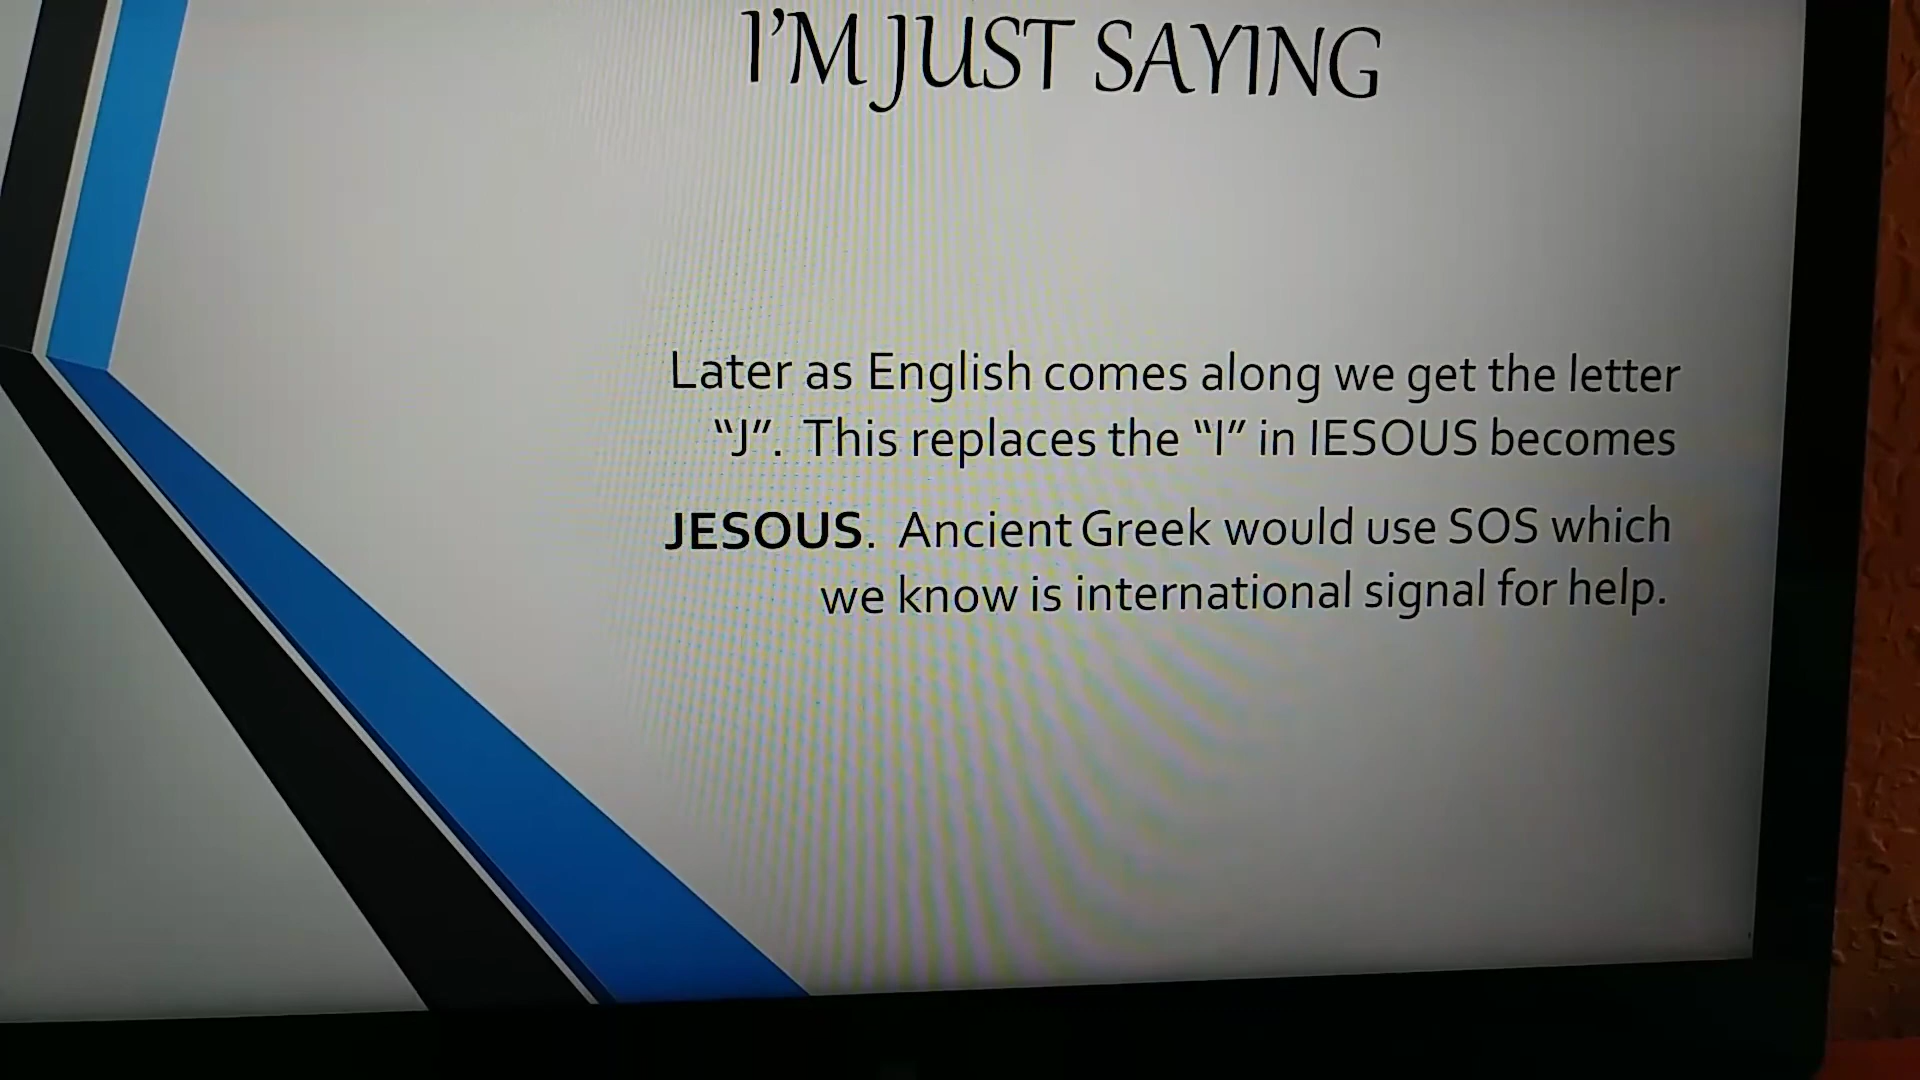 I'M JUST SAYING
Later as English comes along we get the letter
“J”. This replaces the “I” in IESOUS becomes
JESOUS. Ancient Greek would use SOS which
we know is international signal for help.